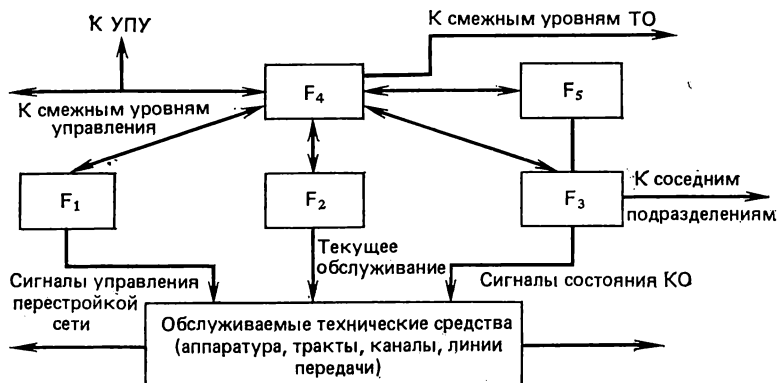 К УПУ
К смежным уровням ТО
F4
F5
К смежным уровням
управления
F1
F2
F3
К соседним
подразделениям
Текущее
обслуживание
Сигналы управления
перестройкой
сети
Сигналы состояния КО
Обслуживаемые технические средства
(аппаратура, тракты, каналы, линии
передачи)